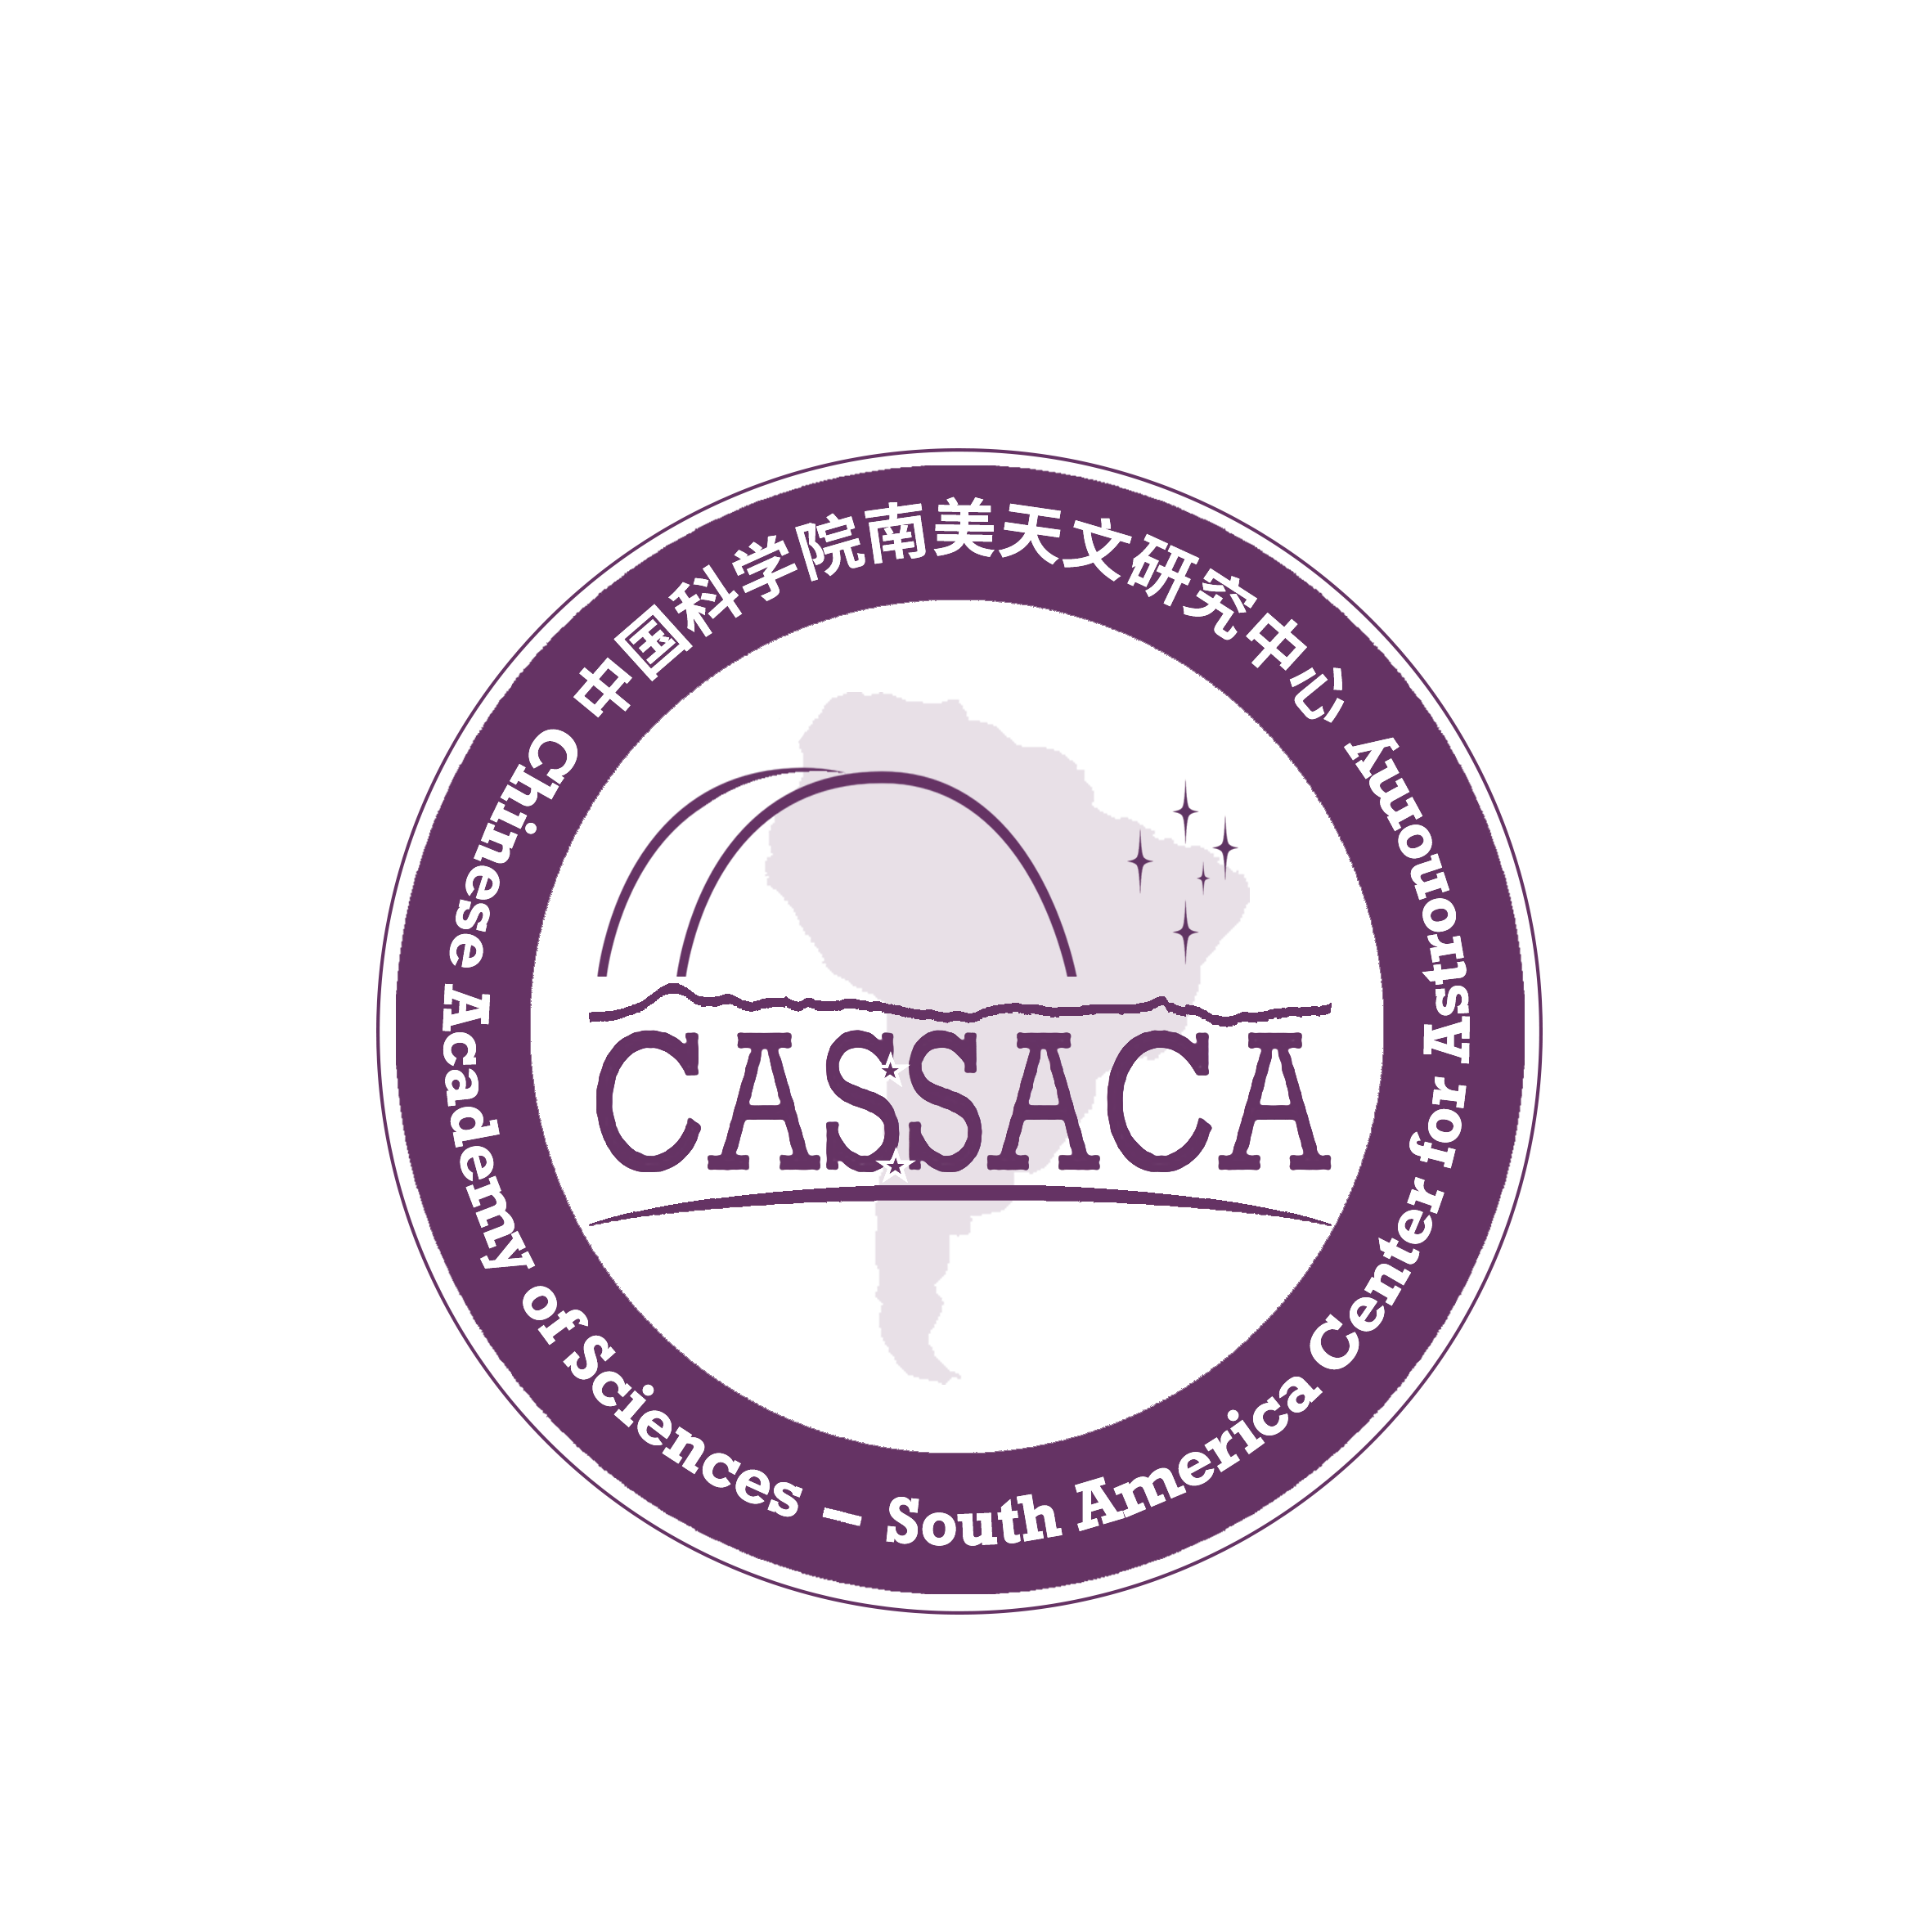 中国科学院南美天文研究中心
Chinese Academy of Sciences — South America Center for Astronomy
CASSACA